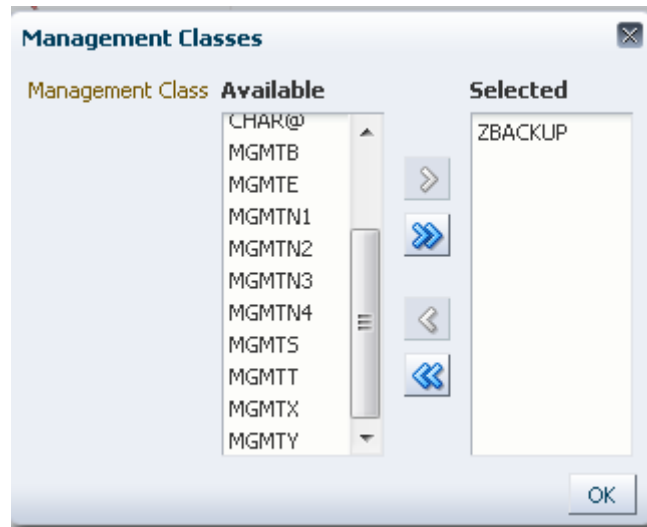 Management Classes
Management Class
Available
Selected
CHAR@
MGMTB
MGMTE
MGMTN1
MGMTN2
MGMTN3
MGMTN4
MGMTS
MGMTT
MGMTX
MGMTY
ZBACKUP
OK